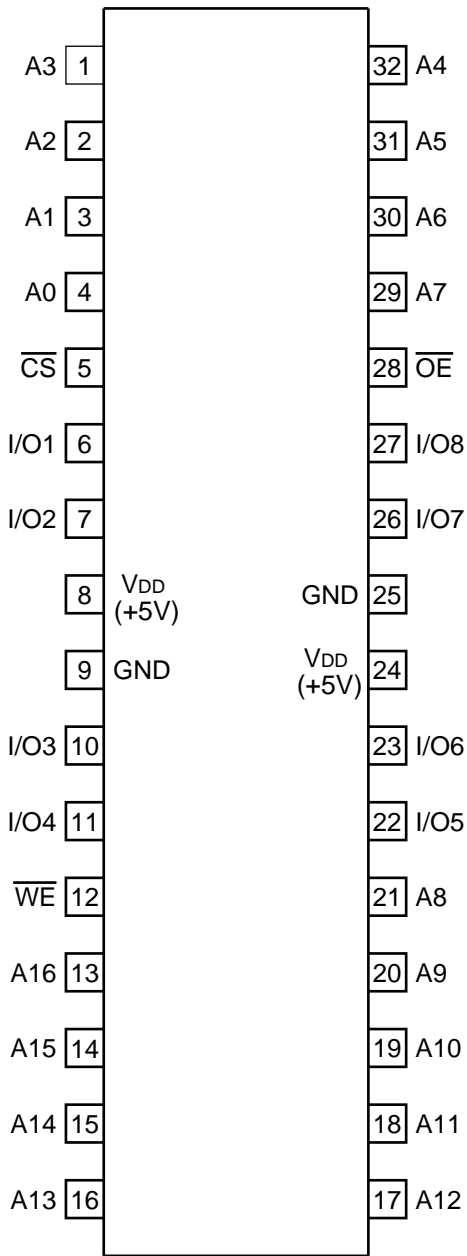 A3 1 32 A4
A2 2 31 A5
A1 3 30 A6
A0 4 29 A7
C̅S̅ 5 28 O̅E̅
I/O1 6 27 I/O8
I/O2 7 26 I/O7
8 VDD (+5V) GND 25
9 GND VDD (+5V) 24
I/O3 10 23 I/O6
I/O4 11 22 I/O5
W̅E̅ 12 21 A8
A16 13 20 A9
A15 14 19 A10
A14 15 18 A11
A13 16 17 A12